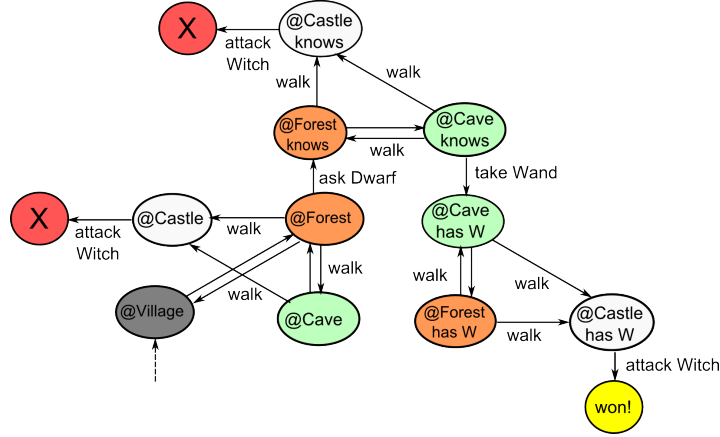 X
attack
Witch
@Castle
knows
walk
walk
@Forest
knows
walk
@Cave
knows
ask Dwarf
take Wand
X
attack
Witch
@Castle
walk
@Forest
@Cave
has W
walk
walk
walk
walk
@Village
@Cave
@Forest
has W
walk
@Castle
has W
attack Witch
won!